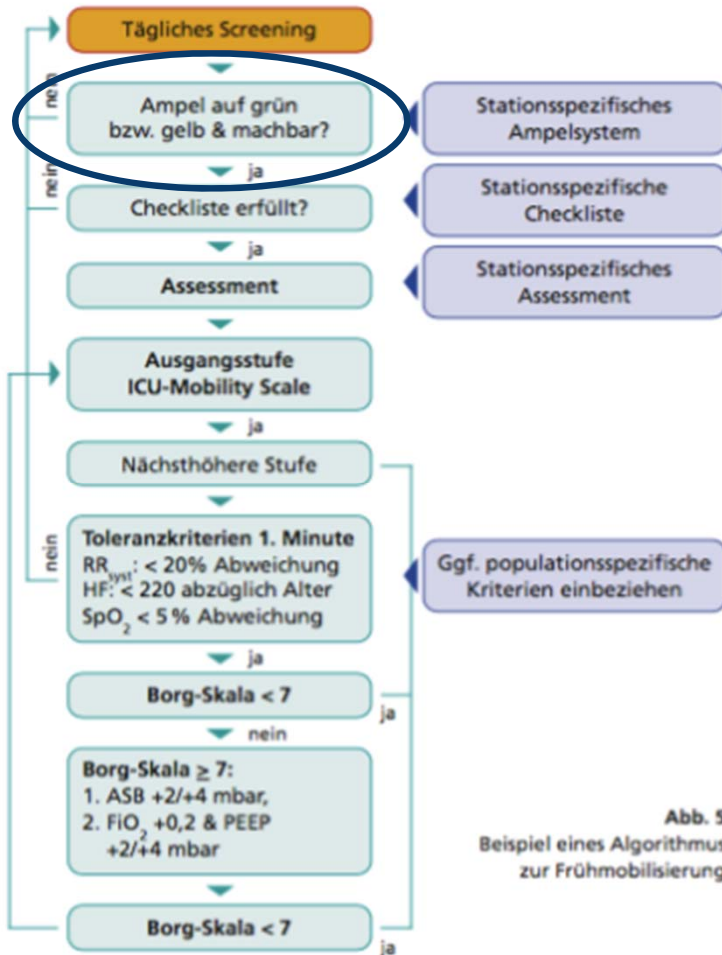 Tägliches Screening
nein
Ampel auf grün
bzw. gelb & machbar?
Stationsspezifisches
Ampelsystem
ja
nein
Checkliste erfüllt?
Stationsspezifische
Checkliste
ja
Assessment
Stationsspezifisches
Assessment
Ausgangsstufe
ICU-Mobility Scale
ja
Nächsthöhere Stufe
nein
Toleranzkriterien 1. Minute
RRsyst: < 20% Abweichung
HF: < 220 abzüglich Alter
SpO2 < 5 % Abweichung
Ggf. populationsspezifische
Kriterien einbeziehen
ja
Borg-Skala < 7
ja
nein
Borg-Skala ≥ 7:
1. ASB +2/+4 mbar,
2. FiO2 +0,2 & PEEP
+2/+4 mbar
Abb. 5
Beispiel eines Algorithmus
zur Frühmobilisierung
Borg-Skala < 7
ja